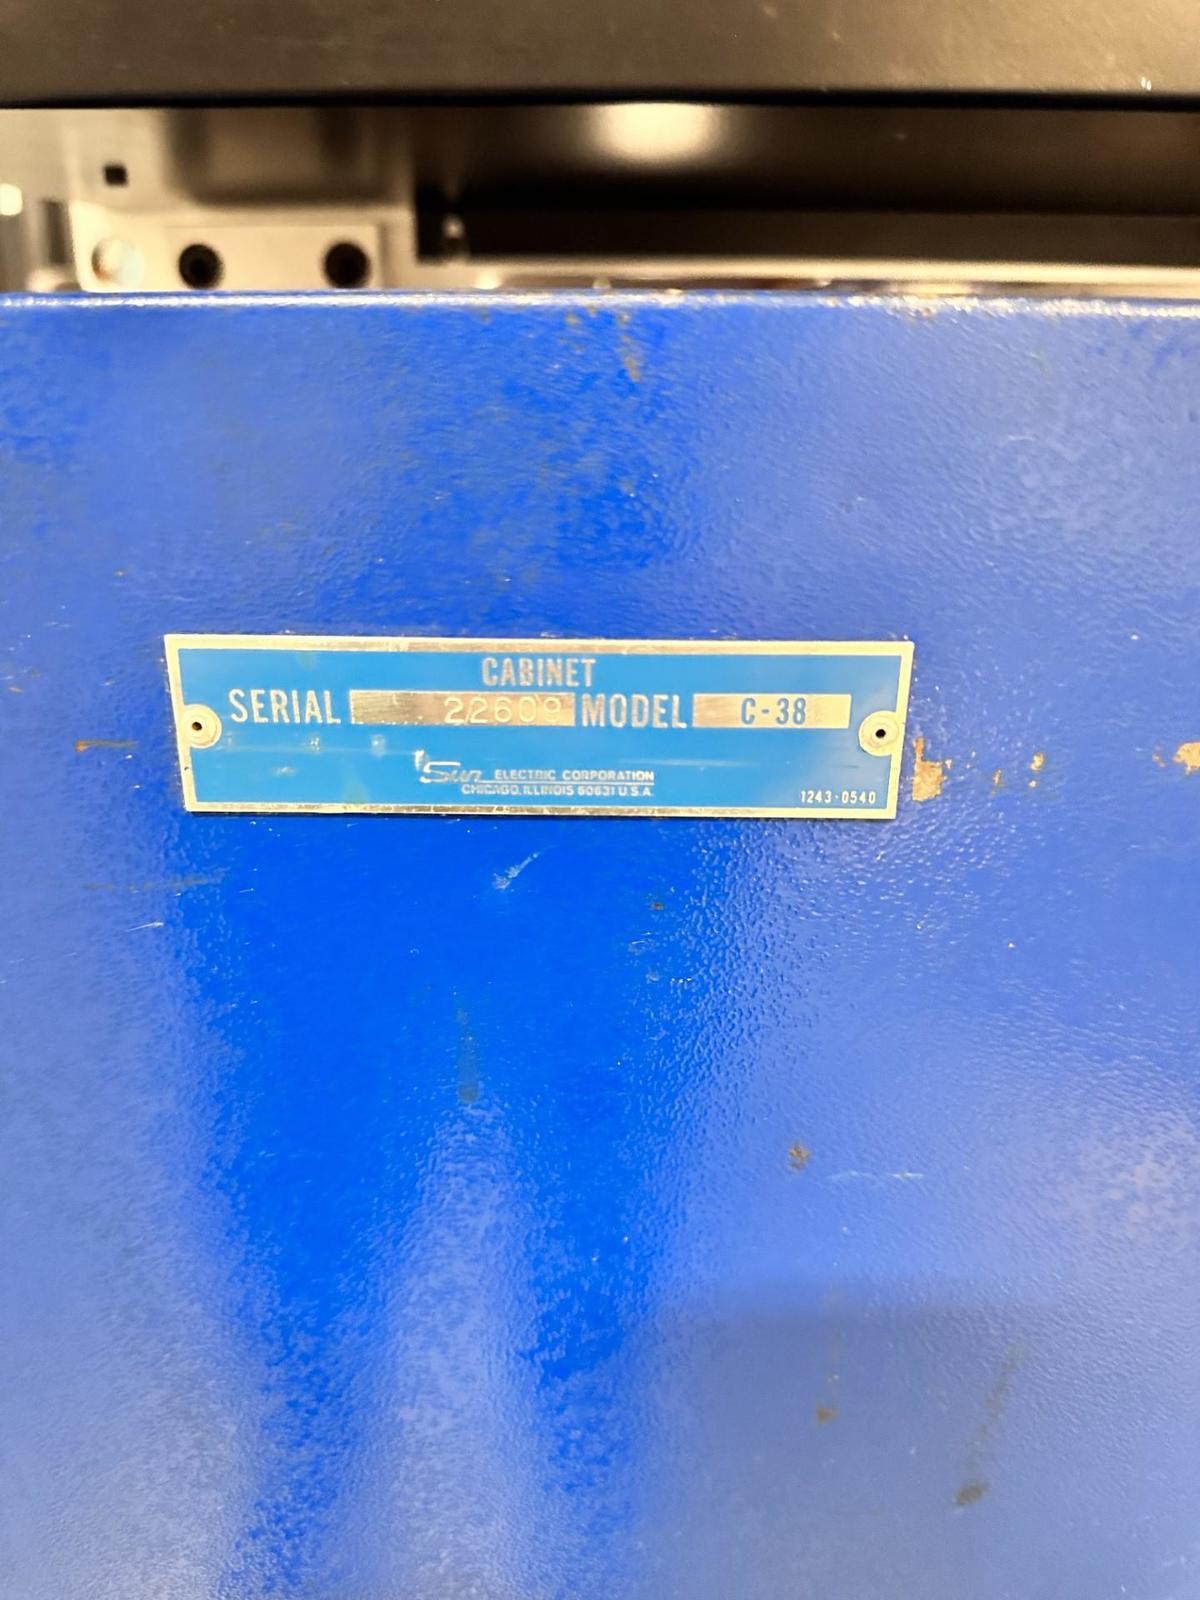 CABINET
SERIAL 22609 MODEL C-38
Sun ELECTRIC CORPORATION
CHICAGO, ILLINOIS 60631 U.S.A.
1243-0540